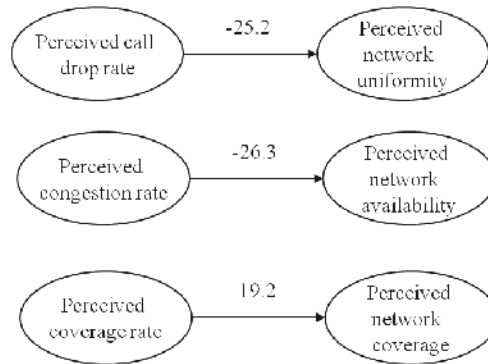 -25.2
Perceived call
drop rate
Perceived
network
uniformity
-26.3
Perceived
congestion rate
Perceived
network
availability
19.2
Perceived
coverage rate
Perceived
network
coverage